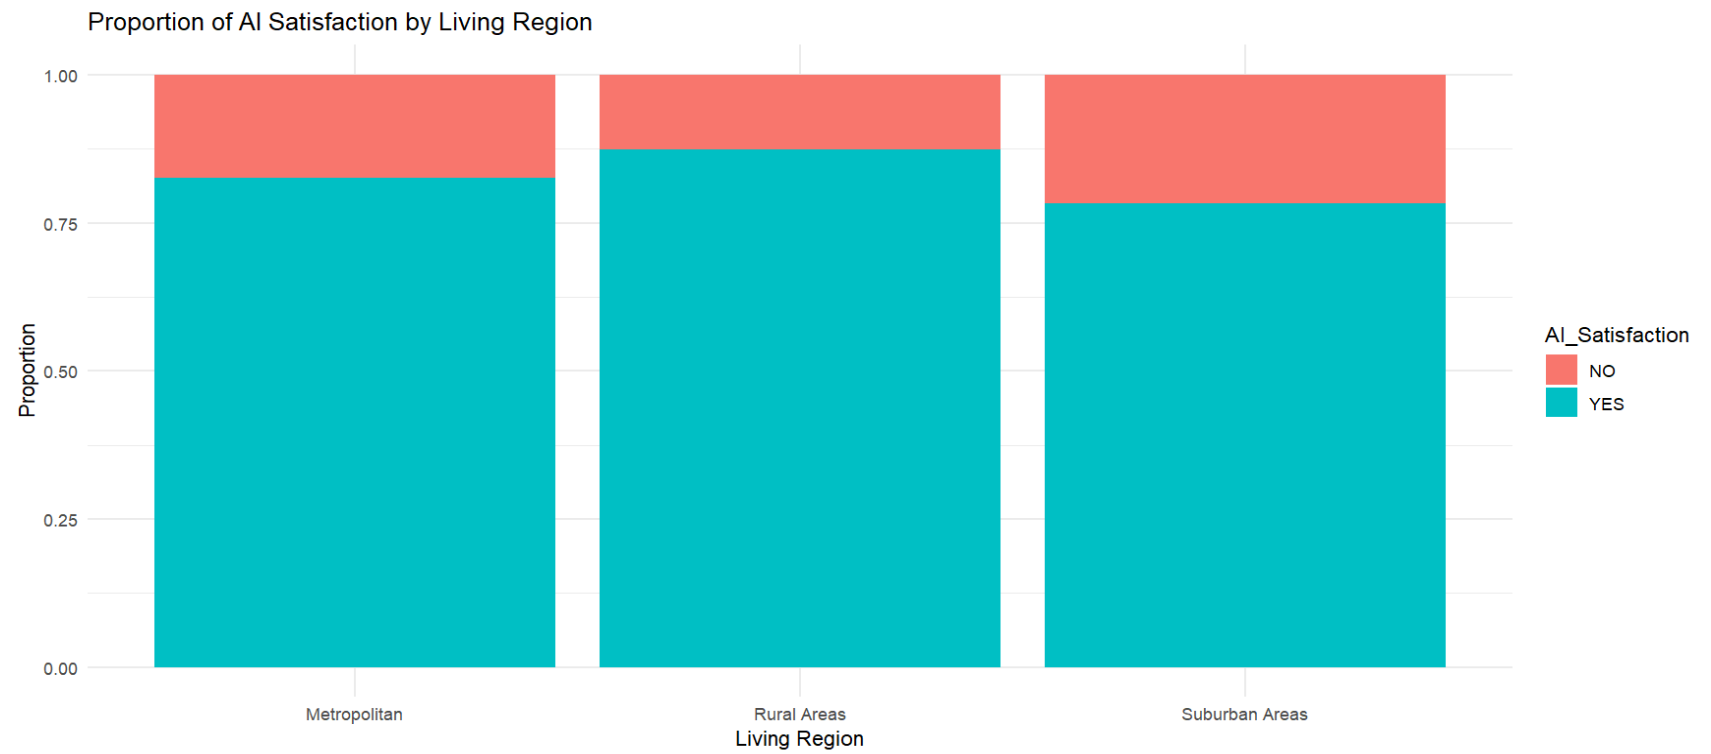 Proportion of AI Satisfaction by Living Region
1.00
0.75
0.50
0.25
0.00
Proportion
Metropolitan
Rural Areas
Suburban Areas
Living Region
AI_Satisfaction
NO
YES